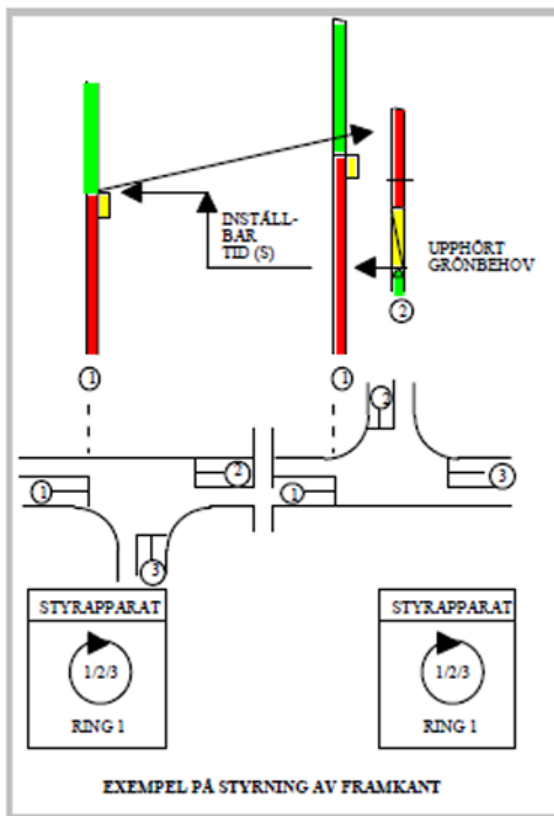 INSTÄLL-
BAR
TID (S)
UPPHÖRT
GRÖNBEHOV
2
1
1
2
1
2
1
3
3
STYRAPPARAT
1/2/3
RING 1
STYRAPPARAT
1/2/3
RING 1
EXEMPEL PÅ STYRNING AV FRAMKANT